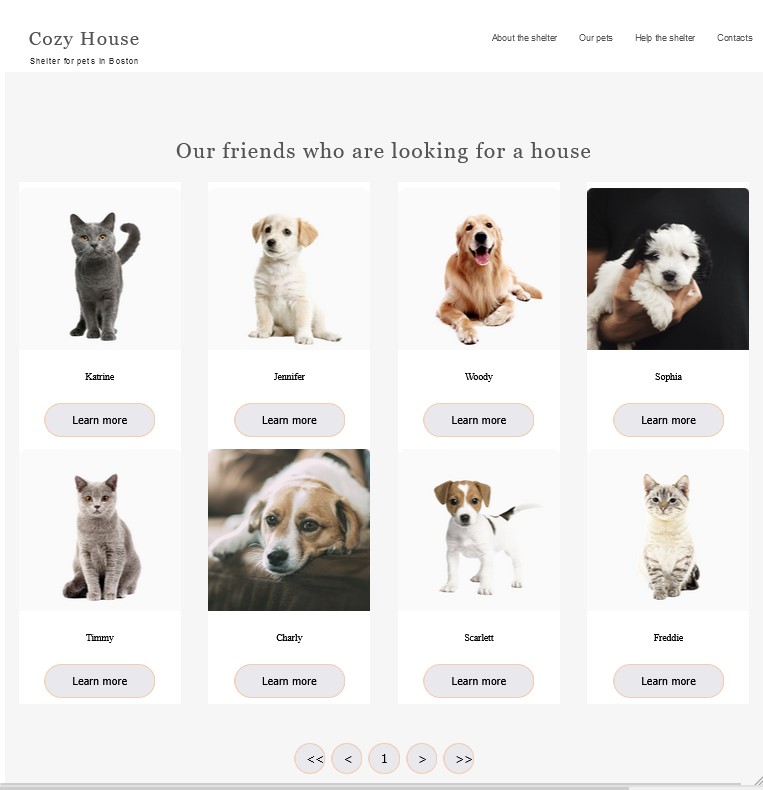 Cozy House
Shelter for pets in Boston
About the shelter Our pets Help the shelter Contacts
Our friends who are looking for a house
Katrine Jennifer Woody Sophia
Learn more Learn more Learn more Learn more
Timmy Charly Scarlett Freddie
Learn more Learn more Learn more Learn more
<< < 1 > >>